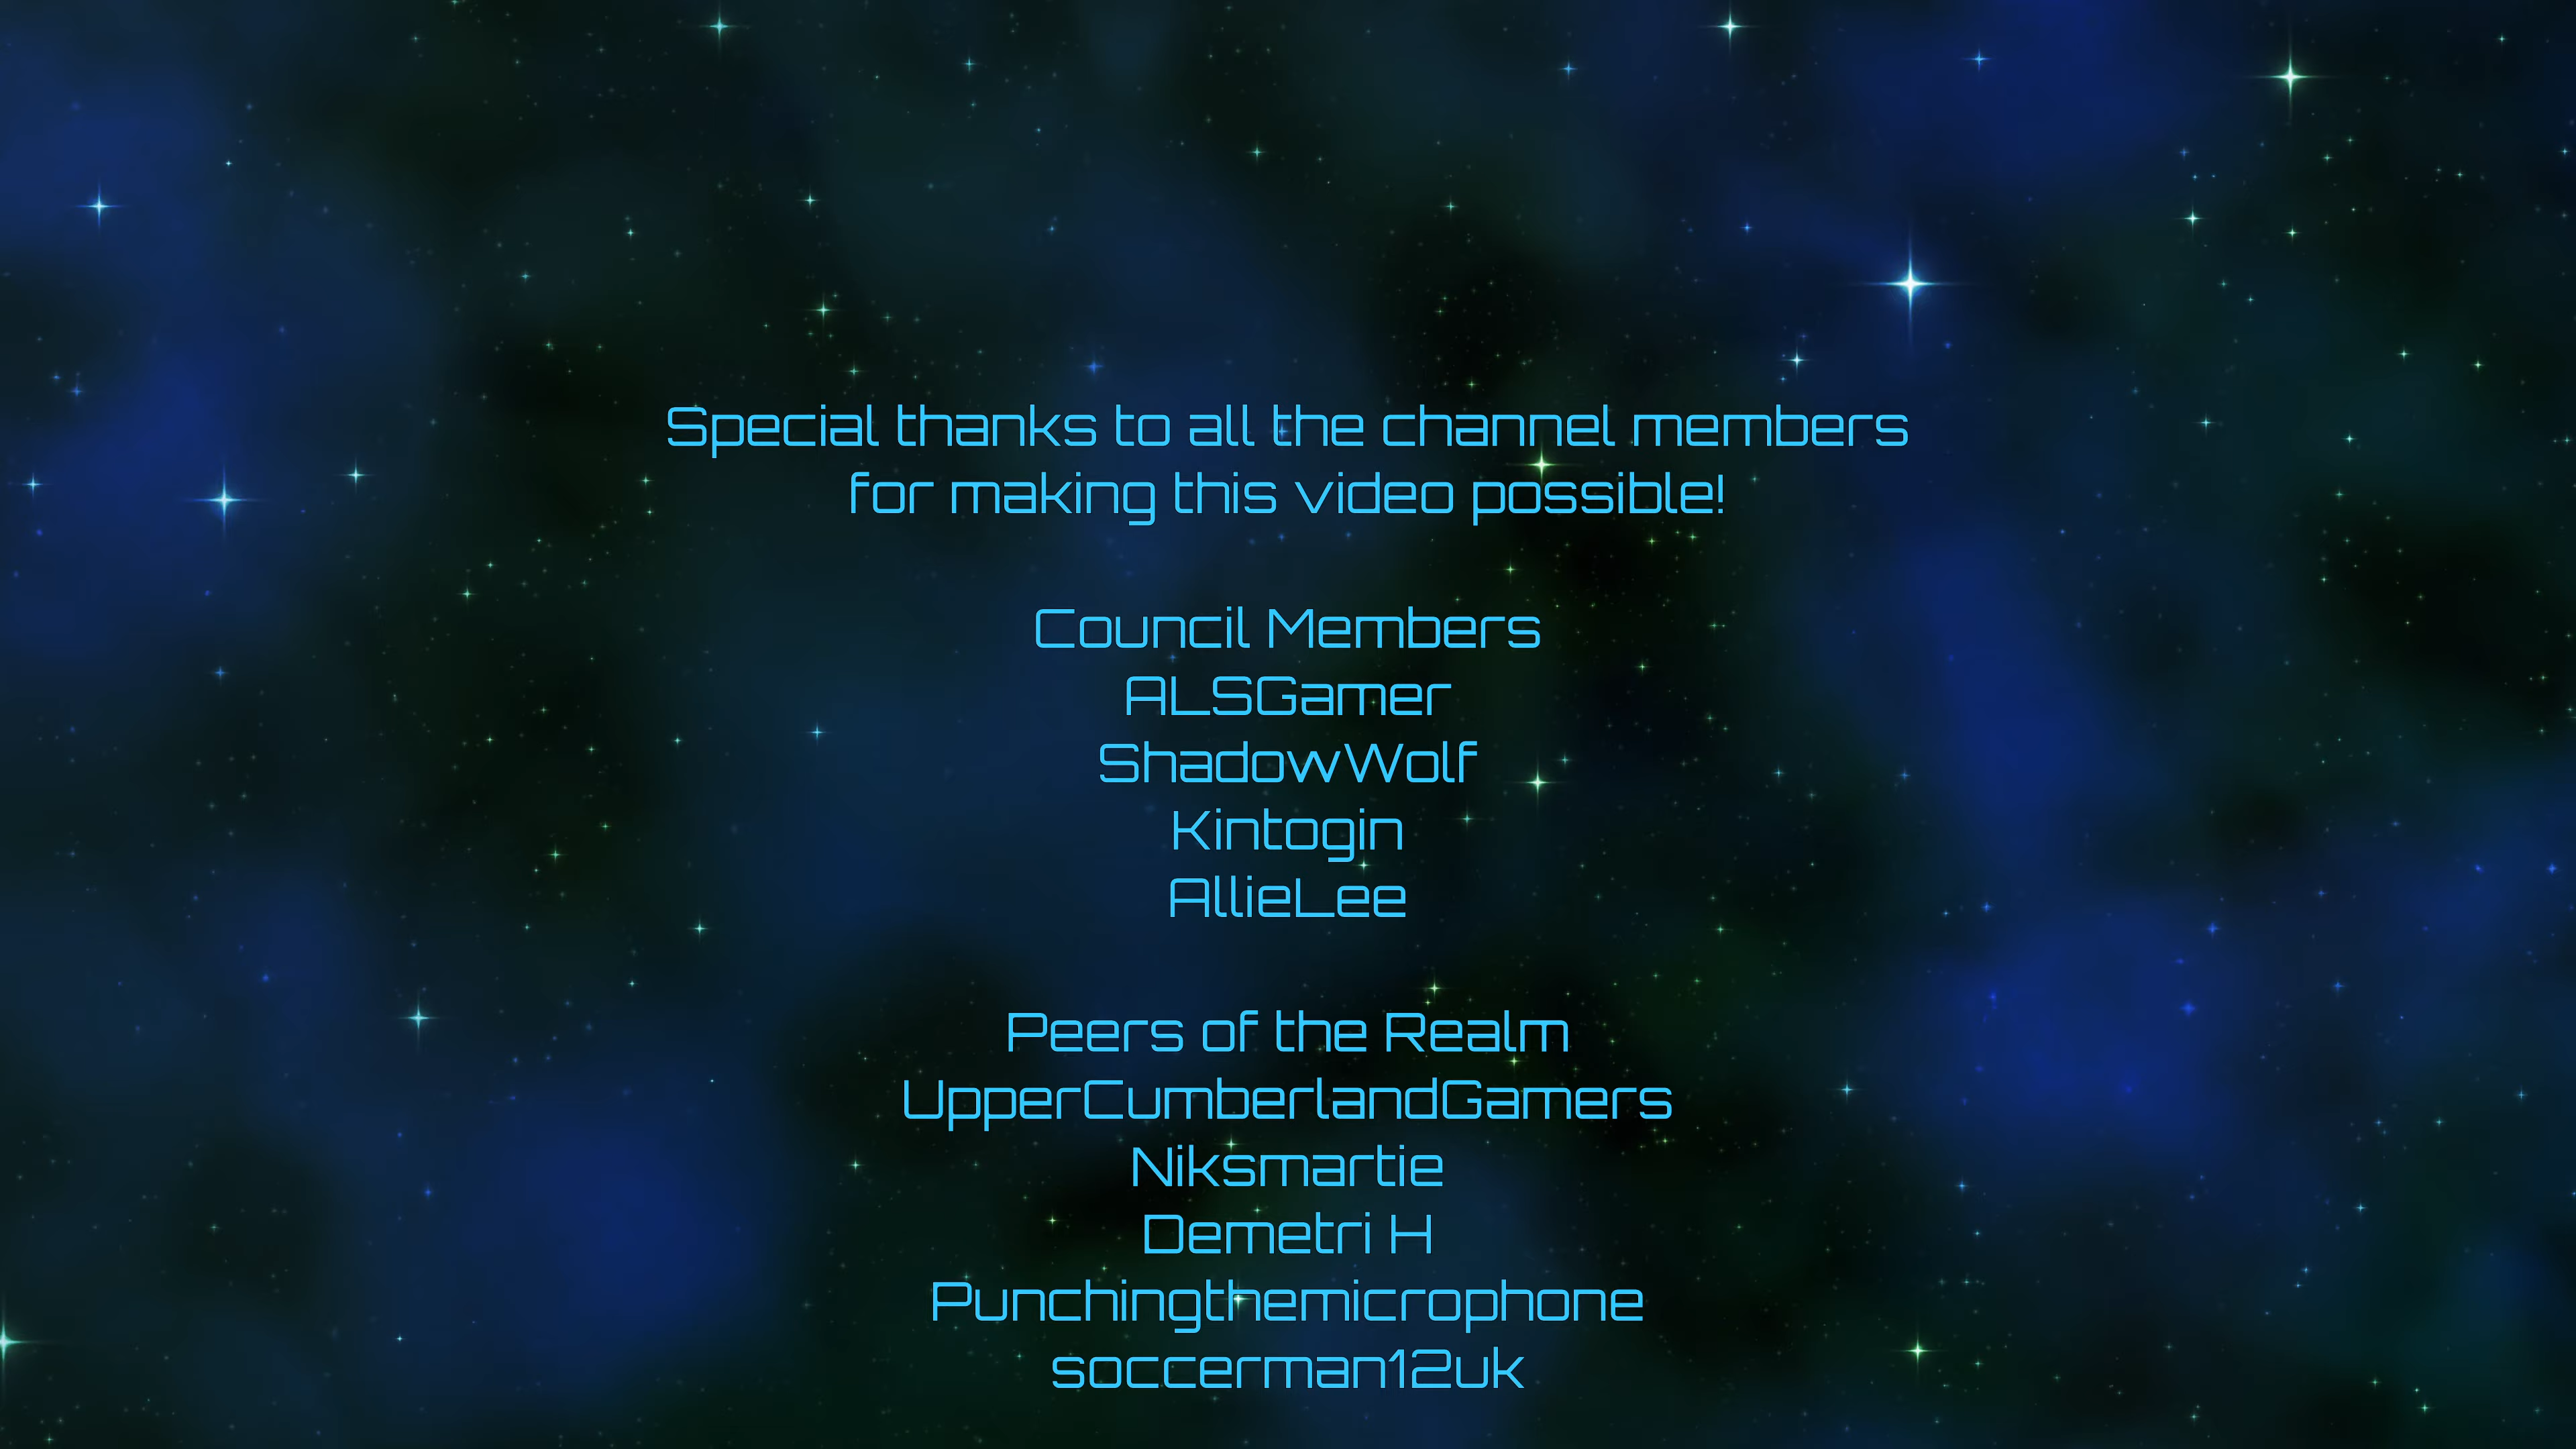 Special thanks to all the channel members
for making this video possible!
Council Members
ALSGamer
ShadowWolf
Kintogin
AllieLee
Peers of the Realm
UpperCumberlandGamers
Niksmartie
Demetri H
Punchingthemicrophone
soccerman12uk